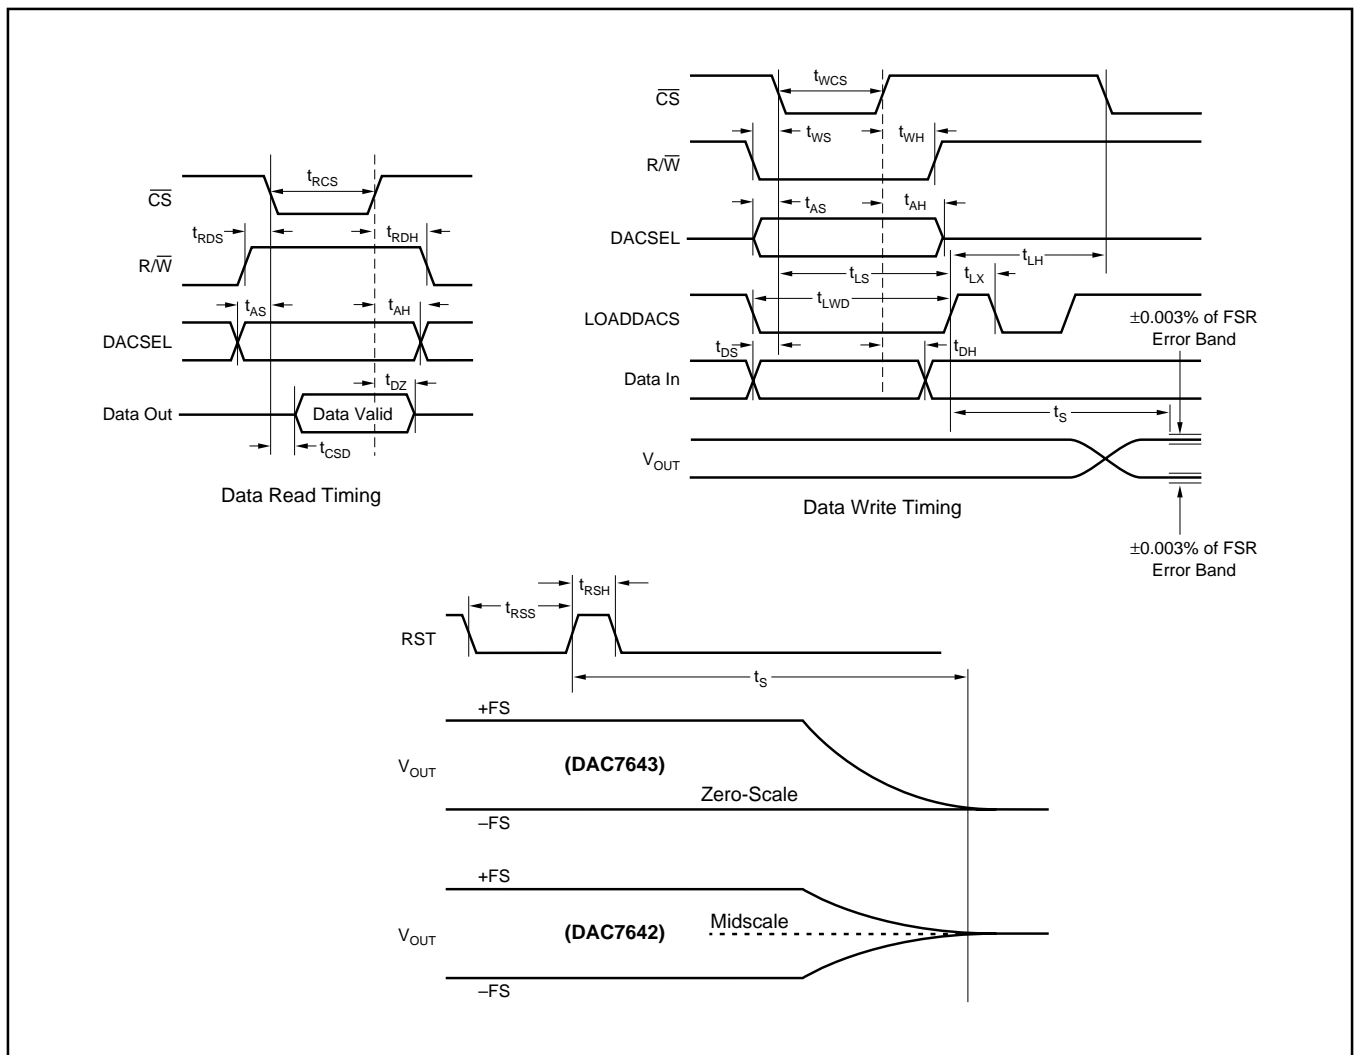 CS
tRCS
tRDS
tRDH
R/W
tAS
tAH
DACSEL
tDZ
Data Out
Data Valid
tCSD
Data Read Timing
CS
tWCS
tWS
tWH
R/W
tAS
tAH
DACSEL
tLS
tLH
tLX
LOADDACS
tLWD
±0.003% of FSR
Error Band
tDS
tDH
Data In
tS
VOUT
Data Write Timing
±0.003% of FSR
Error Band
RST
tRSS
tRSH
tS
+FS
VOUT
(DAC7643)
Zero-Scale
–FS
+FS
VOUT
(DAC7642)
Midscale
–FS